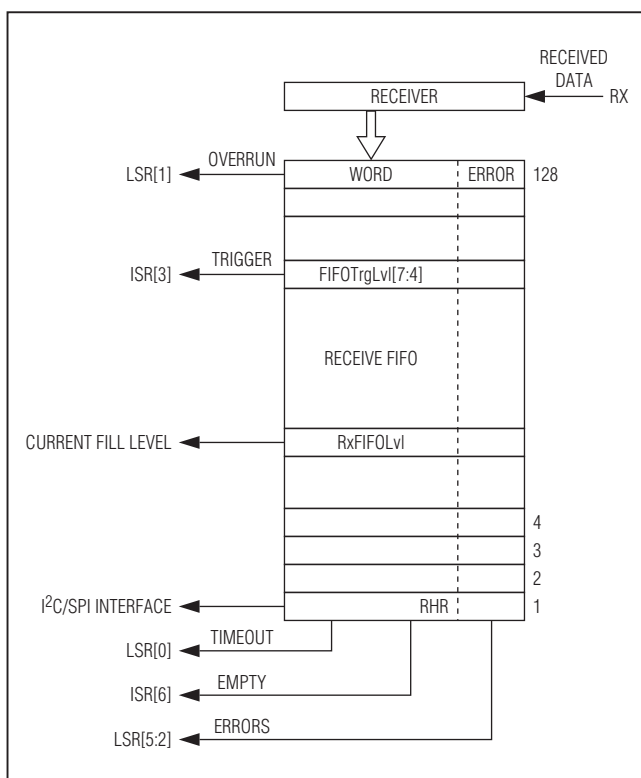 RECEIVED
DATA
RECEIVER
RX
OVERRUN
LSR[1]
WORD
ERROR
128
TRIGGER
ISR[3]
FIFOTrgLvl[7:4]
RECEIVE FIFO
CURRENT FILL LEVEL
RxFIFOLvl
4
3
2
I²C/SPI INTERFACE
RHR
1
TIMEOUT
LSR[0]
EMPTY
ISR[6]
ERRORS
LSR[5:2]